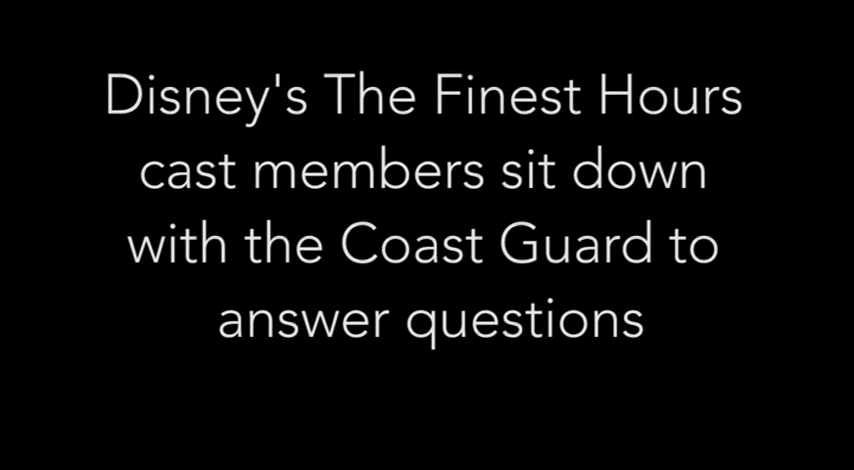 Disney's The Finest Hours
cast members sit down
with the Coast Guard to
answer questions